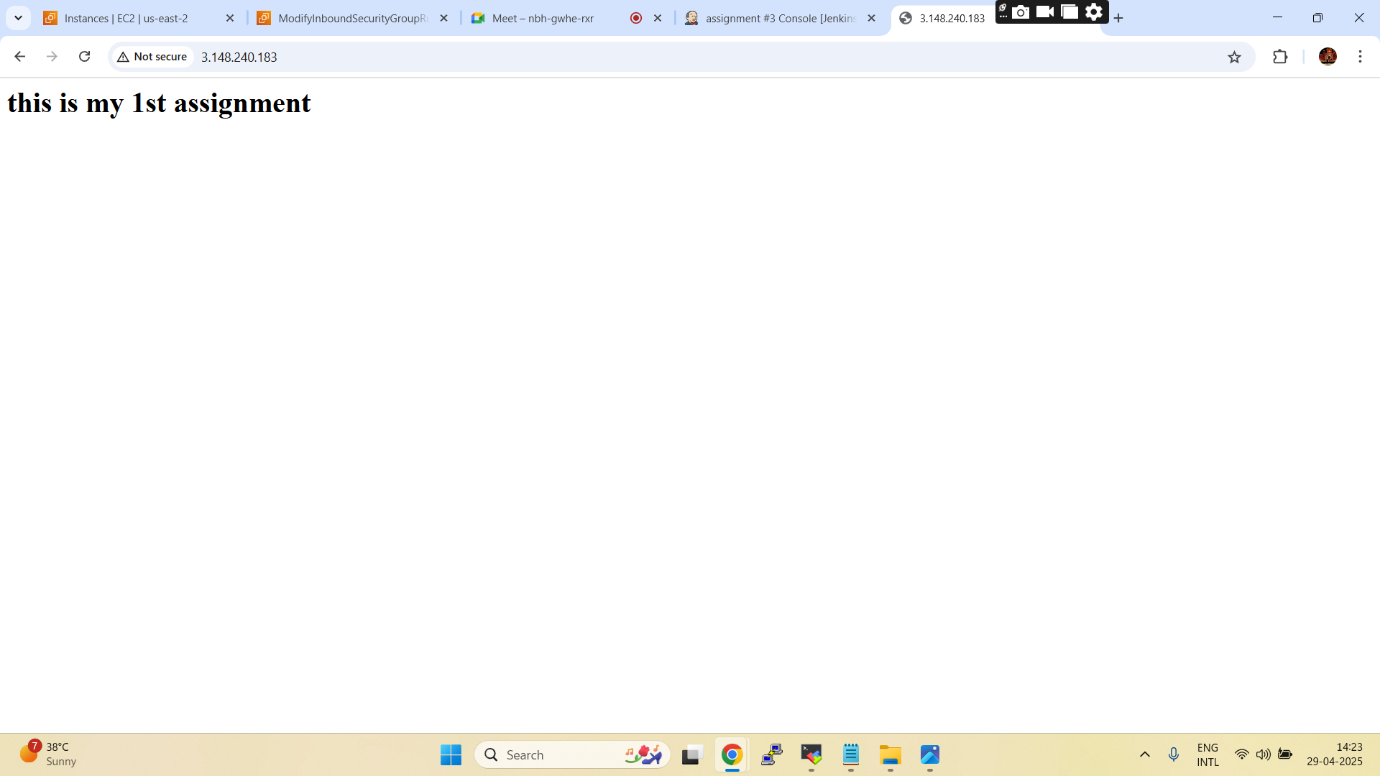 Instances | EC2 | us-east-2
ModifyInboundSecurityGroupR
Meet – nbh-gwhe-rxr
assignment #3 Console [Jenkins
3.148.240.183
Not secure
3.148.240.183
this is my 1st assignment
7
38°C
Sunny
Search
ENG
INTL
14:23
29-04-2025